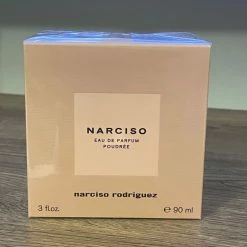 NARCISO
EAU DE PARFUM
POUDRÉE
narciso rodriguez
3 fl oz. ℮ 90 ml